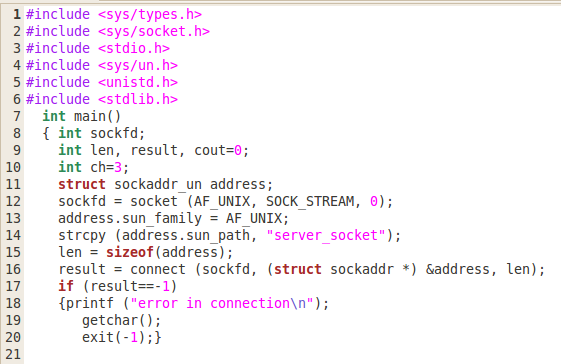 1 #include <sys/types.h>
2 #include <sys/socket.h>
3 #include <stdio.h>
4 #include <sys/un.h>
5 #include <unistd.h>
6 #include <stdlib.h>
7   int main()
8   { int sockfd;
9     int len, result, cout=0;
10     int ch=3;
11     struct sockaddr_un address;
12     sockfd = socket (AF_UNIX, SOCK_STREAM, 0);
13     address.sun_family = AF_UNIX;
14     strcpy (address.sun_path, "server_socket");
15     len = sizeof(address);
16     result = connect (sockfd, (struct sockaddr *) &address, len);
17     if (result==-1)
18     {printf ("error in connection\n");
19        getchar();
20        exit(-1);}
21